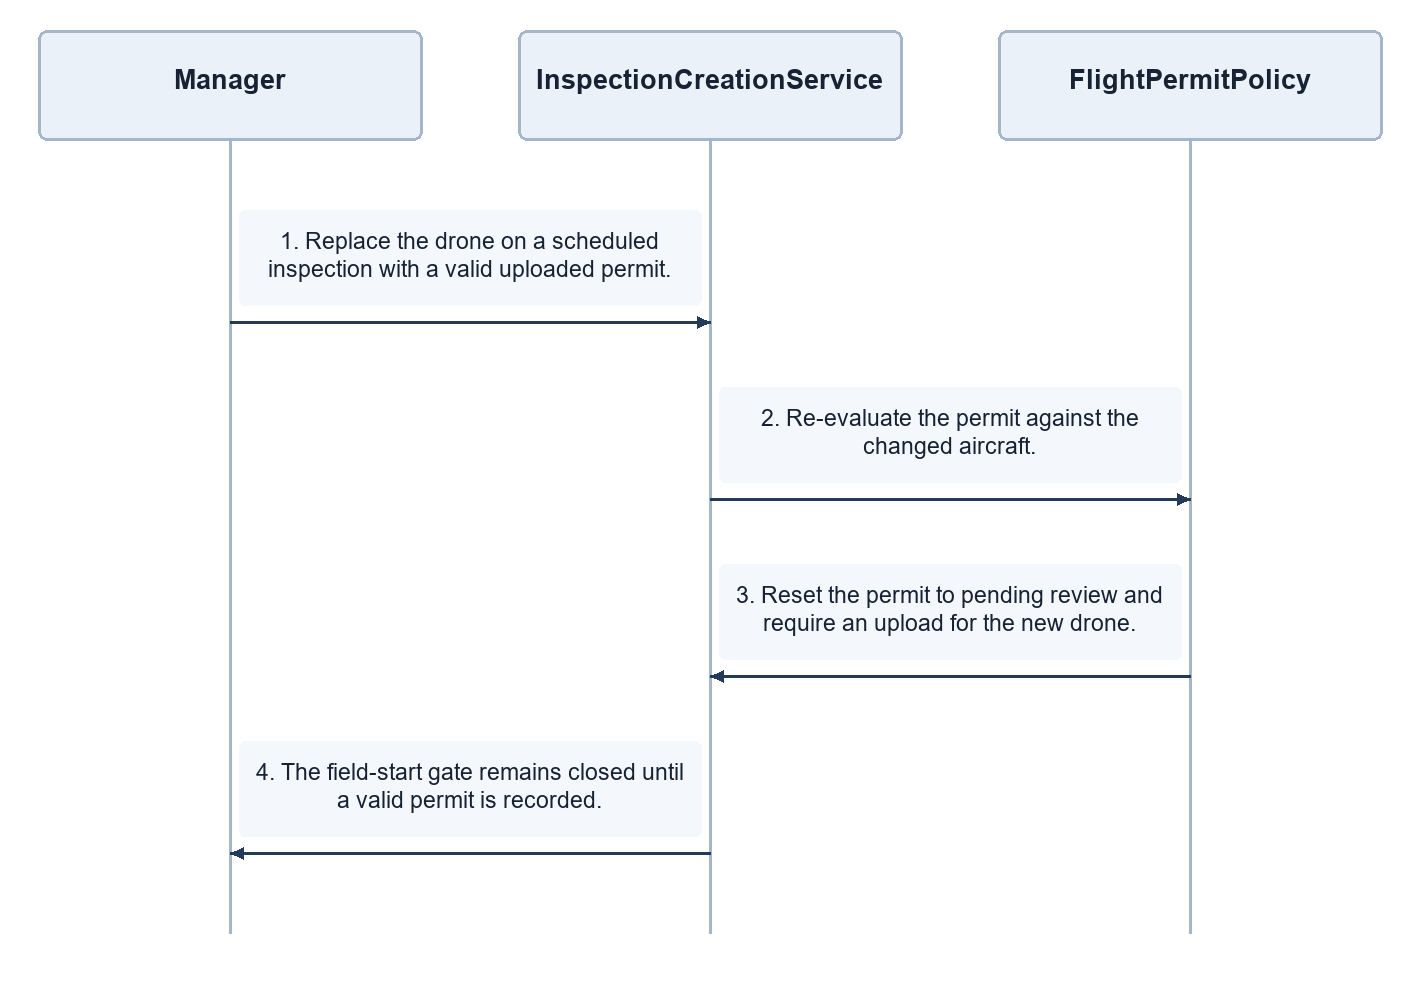 Manager
InspectionCreationService
FlightPermitPolicy
1. Replace the drone on a scheduled
inspection with a valid uploaded permit.
2. Re-evaluate the permit against the
changed aircraft.
3. Reset the permit to pending review and
require an upload for the new drone.
4. The field-start gate remains closed until
a valid permit is recorded.